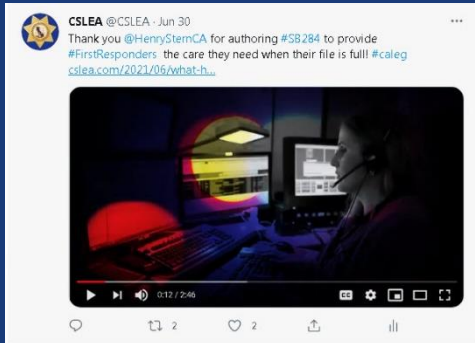 CSLEA @CSLEA · Jun 30
Thank you @HenrySternCA for authoring #SB284 to provide
#FirstResponders the care they need when their file is full! #caleg
cslea.com/2021/06/what-h...
0:12 / 2:46
CC
2 2